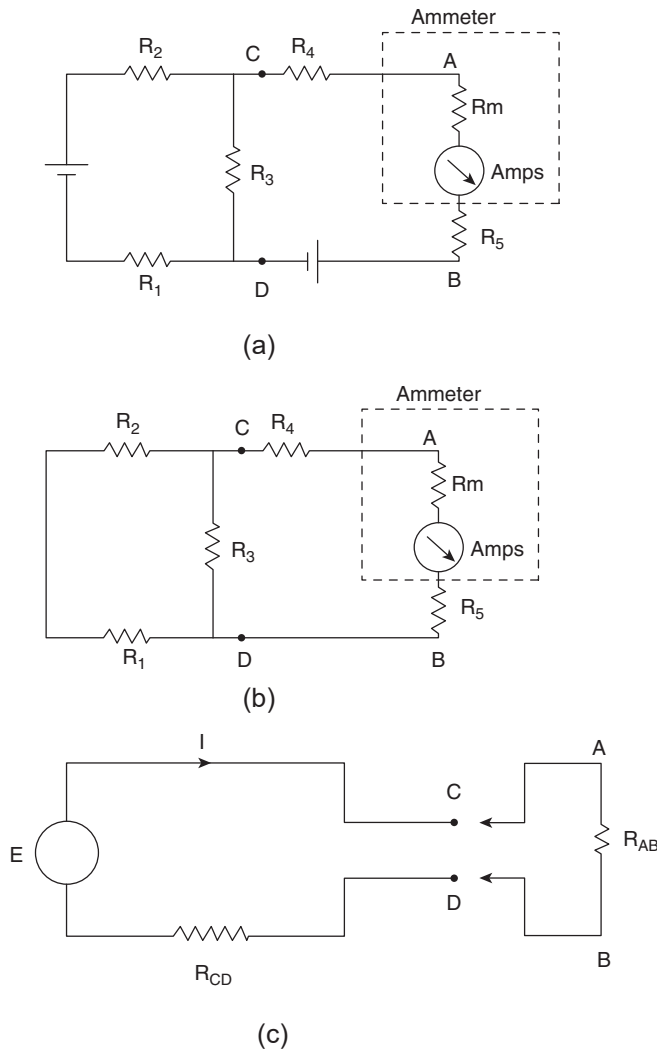 Ammeter
C R4 A
R2
Rm
R3 Amps
R5
R1 D B
(a)
Ammeter
C R4 A
R2
Rm
R3 Amps
R5
R1 D B
(b)
I A
C
E RAB
D
RCD B
(c)